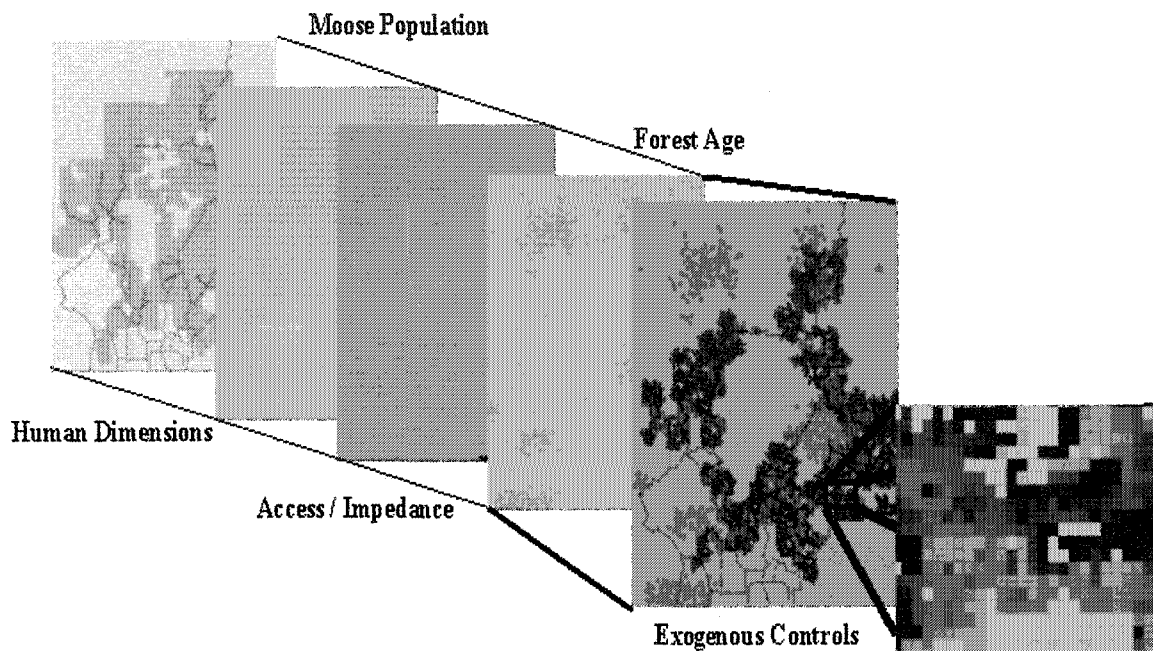 Moose Population
Forest Age
Human Dimensions
Access / Impedance
Exogenous Controls